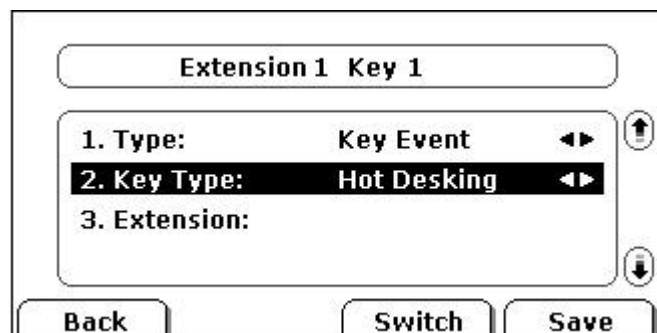 Extension 1 Key 1
1. Type: Key Event
2. Key Type: Hot Desking
3. Extension:
Back Switch Save